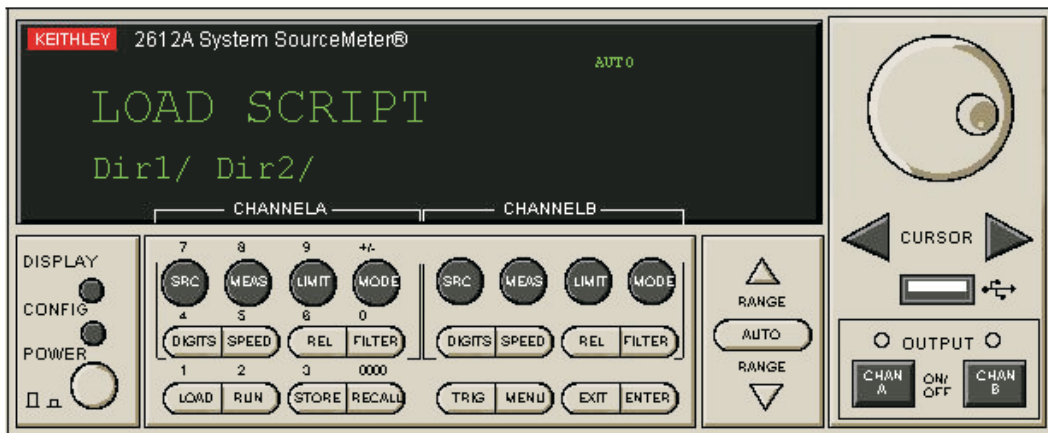 KEITHLEY 2612A System SourceMeter®
AUTO
LOAD SCRIPT
Dir1/ Dir2/
CHANNELA CHANNELB
DISPLAY
CONFIG
POWER
7 8 9 +/-
SRC MEAS LIMIT MODE SRC MEAS LIMIT MODE
4 5 6 0
DIGITS SPEED REL FILTER DIGITS SPEED REL FILTER
1 2 3 0000
LOAD RUN STORE RECALL TRIG MENU EXIT ENTER
RANGE
AUTO
RANGE
CURSOR
OUTPUT
CHAN A ON/OFF CHAN B